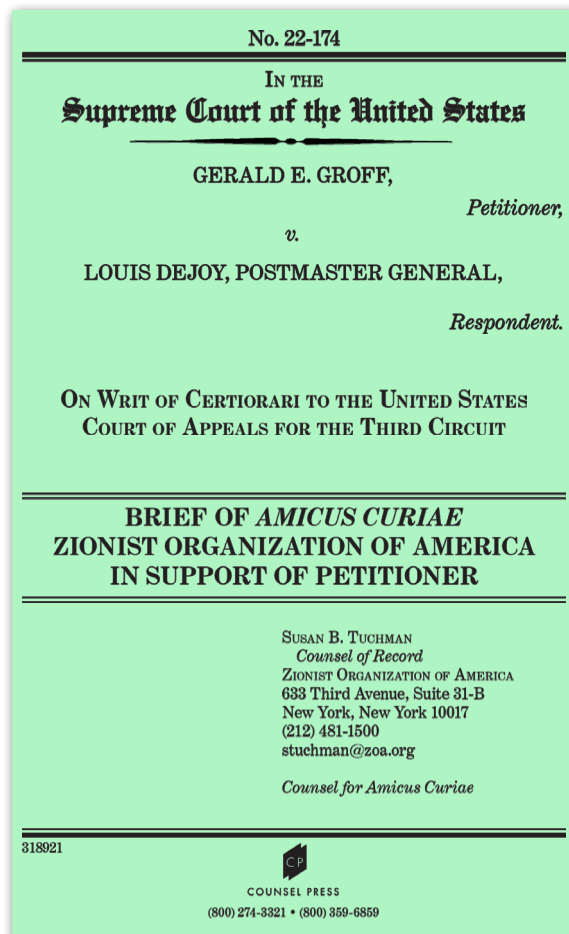 No. 22-174
IN THE
Supreme Court of the United States
GERALD E. GROFF,
Petitioner,
v.
LOUIS DEJOY, POSTMASTER GENERAL,
Respondent.
ON WRIT OF CERTIORARI TO THE UNITED STATES
COURT OF APPEALS FOR THE THIRD CIRCUIT
BRIEF OF AMICUS CURIAE
ZIONIST ORGANIZATION OF AMERICA
IN SUPPORT OF PETITIONER
SUSAN B. TUCHMAN
Counsel of Record
ZIONIST ORGANIZATION OF AMERICA
633 Third Avenue, Suite 31-B
New York, New York 10017
(212) 481-1500
stuchman@zoa.org
Counsel for Amicus Curiae
318921
CP
COUNSEL PRESS
(800) 274-3321 • (800) 359-6859